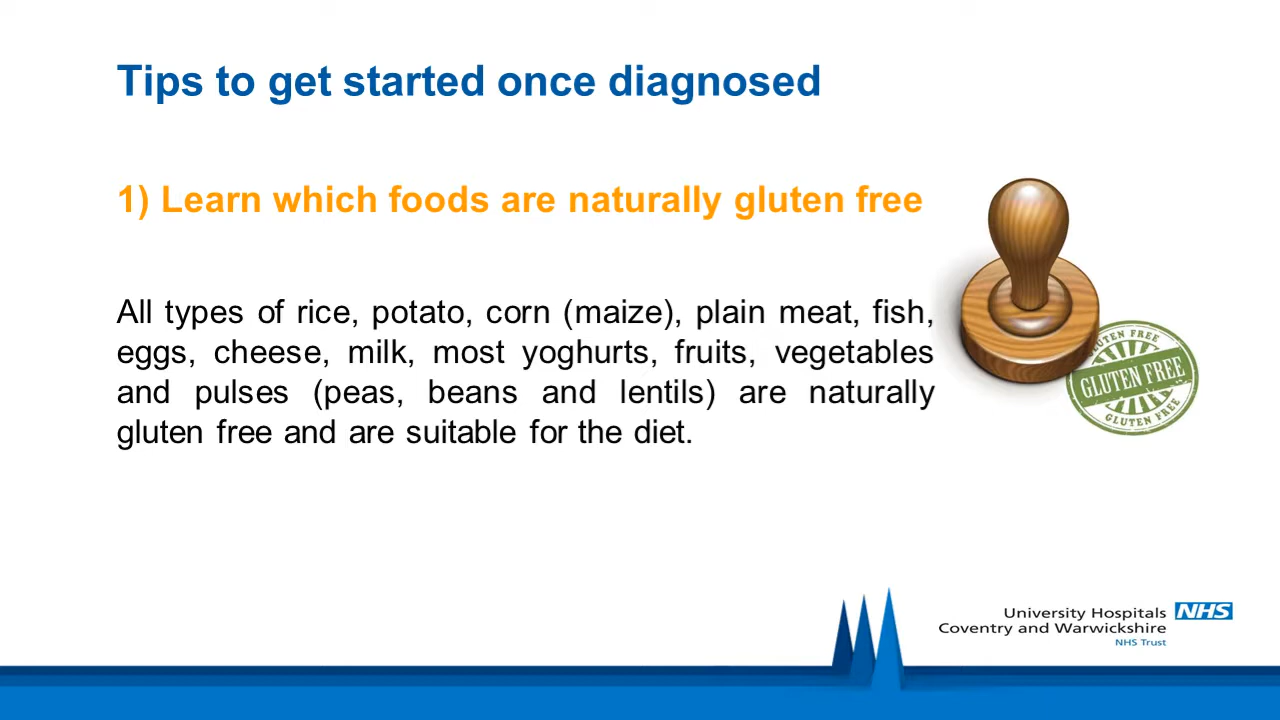 Tips to get started once diagnosed
1) Learn which foods are naturally gluten free
All types of rice, potato, corn (maize), plain meat, fish,
eggs, cheese, milk, most yoghurts, fruits, vegetables
and pulses (peas, beans and lentils) are naturally
gluten free and are suitable for the diet.
GLUTEN FREE
GLUTEN FREE
GLUTEN FREE
University Hospitals NHS
Coventry and Warwickshire
NHS Trust